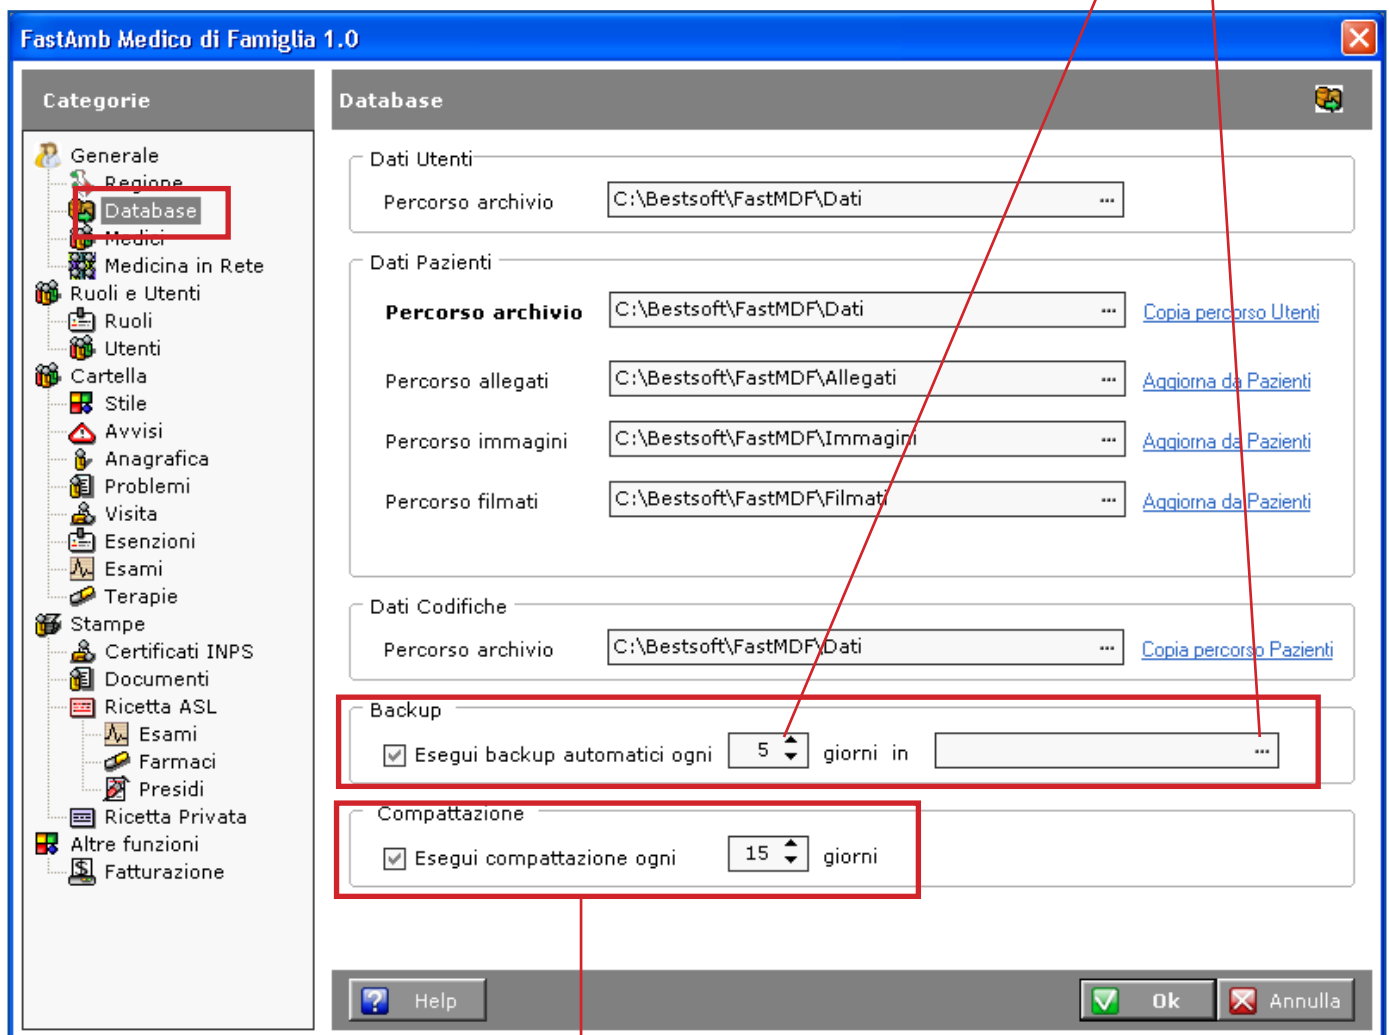 FastAmb Medico di Famiglia 1.0
Categorie
Generale
Regione
Database
Medici
Medicina in Rete
Ruoli e Utenti
Ruoli
Utenti
Cartella
Stile
Avvisi
Anagrafica
Problemi
Visita
Esenzioni
Esami
Terapie
Stampe
Certificati INPS
Documenti
Ricetta ASL
Esami
Farmaci
Presidi
Ricetta Privata
Altre funzioni
Fatturazione
Database
Dati Utenti
Percorso archivio C:\Bestsoft\FastMDF\Dati ...
Dati Pazienti
Percorso archivio C:\Bestsoft\FastMDF\Dati ... Copia percorso Utenti
Percorso allegati C:\Bestsoft\FastMDF\Allegati ... Aggiorna da Pazienti
Percorso immagini C:\Bestsoft\FastMDF\Immagini ... Aggiorna da Pazienti
Percorso filmati C:\Bestsoft\FastMDF\Filmati ... Aggiorna da Pazienti
Dati Codifiche
Percorso archivio C:\Bestsoft\FastMDF\Dati ... Copia percorso Pazienti
Backup
Esegui backup automatici ogni 5 giorni in ...
Compattazione
Esegui compattazione ogni 15 giorni
? Help Ok Annulla